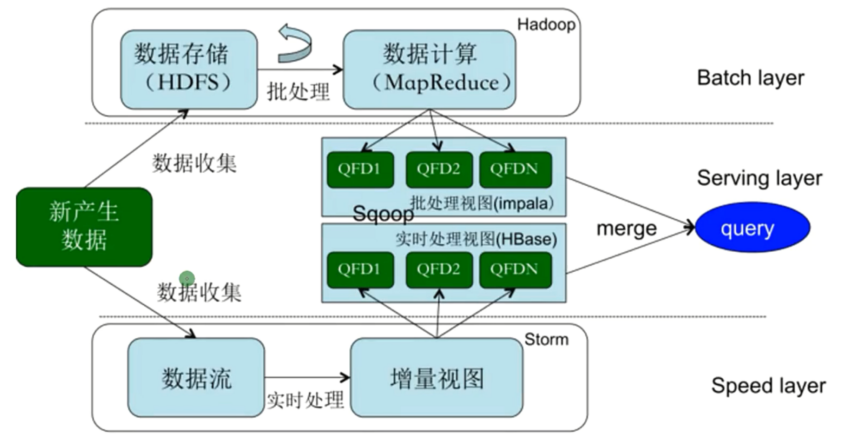 Hadoop
数据存储
（HDFS）
批处理
数据计算
（MapReduce）
Batch layer
数据收集
QFD1
QFD2
QFDN
批处理视图(impala）
Serving layer
新产生
数据
Sqoop
merge
query
实时处理视图(HBase)
QFD1
QFD2
QFDN
数据收集
Storm
数据流
实时处理
增量视图
Speed layer